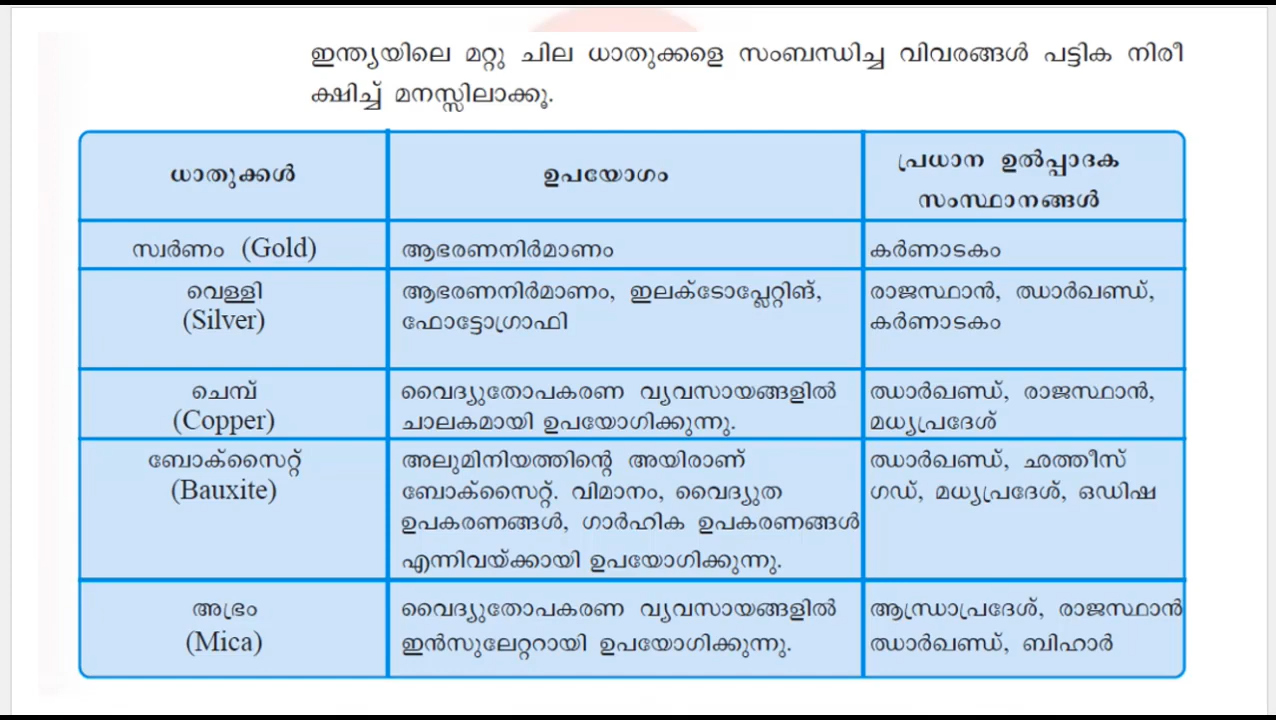 ഇന്ത്യയിലെ മറ്റു ചില ധാതുക്കളെ സംബന്ധിച്ച വിവരങ്ങൾ പട്ടിക നിരീ
ക്ഷിച്ച് മനസ്സിലാക്കൂ.
ധാതുക്കൾ
ഉപയോഗം
പ്രധാന ഉൽപ്പാദക
സംസ്ഥാനങ്ങൾ
സ്വർണം (Gold)
ആഭരണനിർമാണം
കർണാടകം
വെള്ളി
(Silver)
ആഭരണനിർമാണം, ഇലക്ടോപ്ലേറ്റിങ്,
ഫോട്ടോഗ്രാഫി
രാജസ്ഥാൻ, ഝാർഖണ്ഡ്,
കർണാടകം
ചെമ്പ്
(Copper)
വൈദ്യുതോപകരണ വ്യവസായങ്ങളിൽ
ചാലകമായി ഉപയോഗിക്കുന്നു.
ഝാർഖണ്ഡ്, രാജസ്ഥാൻ,
മധ്യപ്രദേശ്
ബോക്സൈറ്റ്
(Bauxite)
അലുമിനിയത്തിന്റെ അയിരാണ്
ബോക്സൈറ്റ്. വിമാനം, വൈദ്യുത
ഉപകരണങ്ങൾ, ഗാർഹിക ഉപകരണങ്ങൾ
എന്നിവയ്ക്കായി ഉപയോഗിക്കുന്നു.
ഝാർഖണ്ഡ്, ഛത്തീസ്
ഗഡ്, മധ്യപ്രദേശ്, ഒഡിഷ
അഭ്രം
(Mica)
വൈദ്യുതോപകരണ വ്യവസായങ്ങളിൽ
ഇൻസുലേറ്ററായി ഉപയോഗിക്കുന്നു.
ആന്ധ്രാപ്രദേശ്, രാജസ്ഥാൻ
ഝാർഖണ്ഡ്, ബിഹാർ